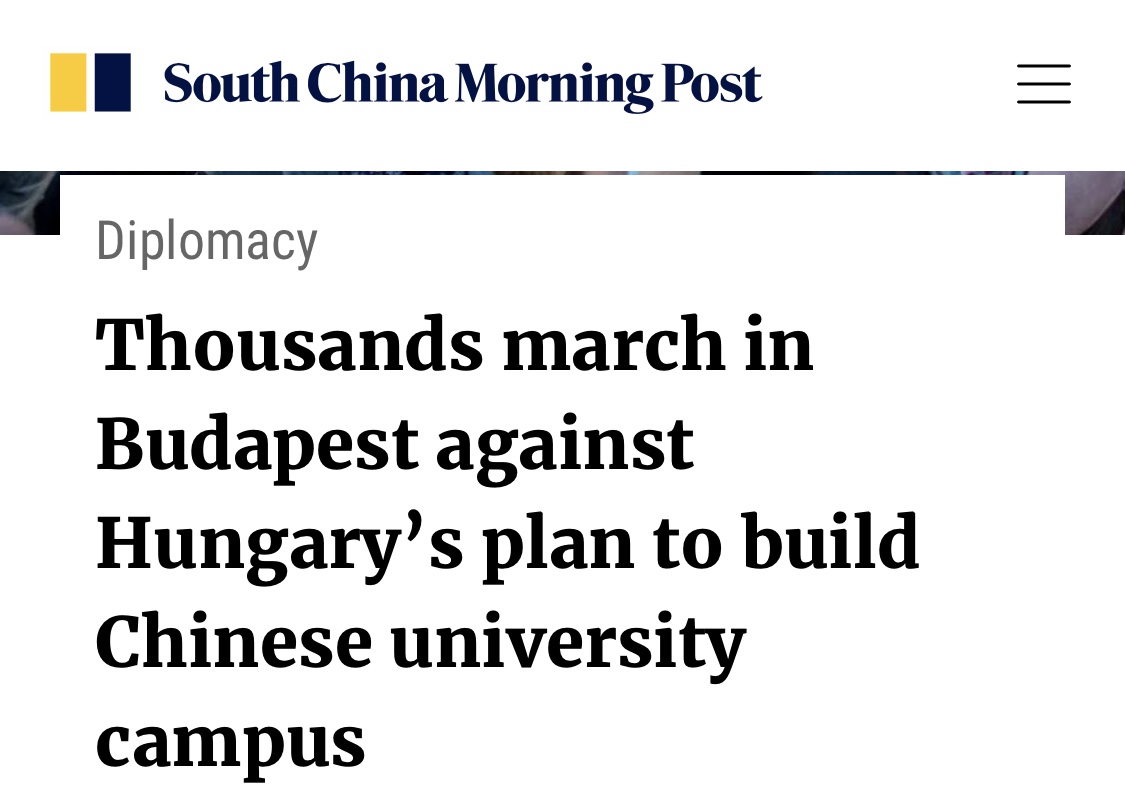 South China Morning Post
Diplomacy
Thousands march in
Budapest against
Hungary’s plan to build
Chinese university
campus